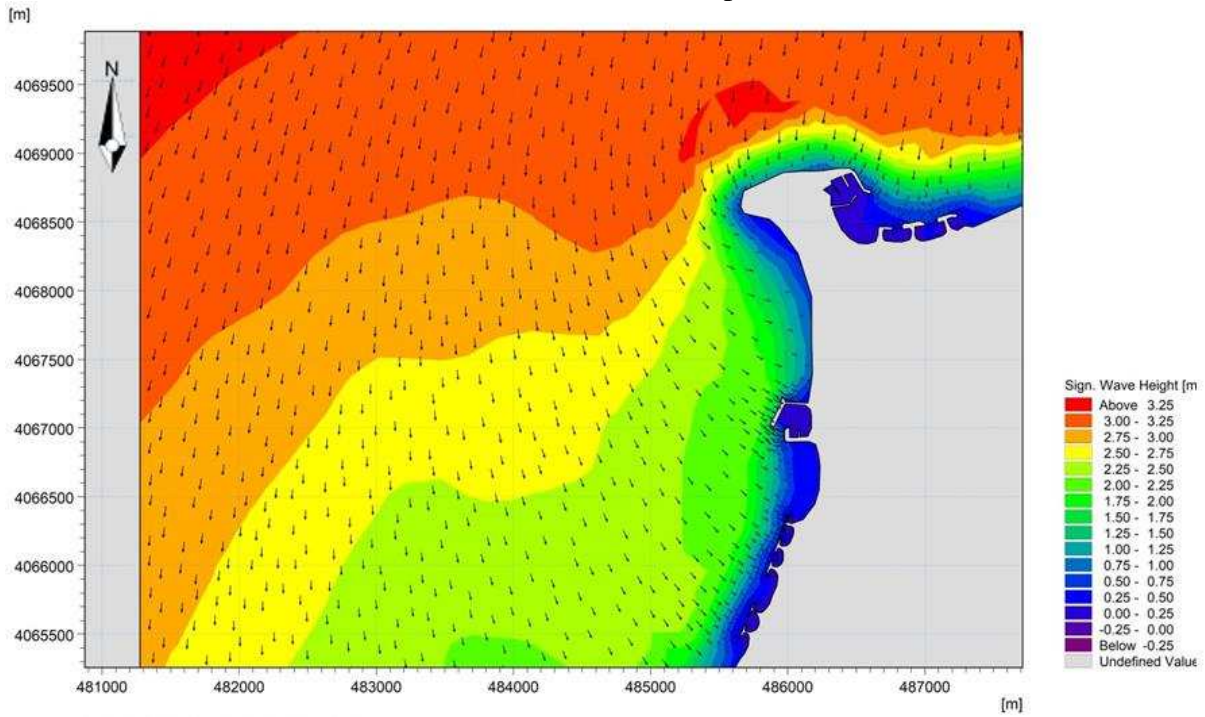 [m]
N
4069500
4069000
4068500
4068000
4067500
4067000
4066500
4066000
4065500
481000 482000 483000 484000 485000 486000 487000
[m]
Sign. Wave Height [m
Above 3.25
3.00 - 3.25
2.75 - 3.00
2.50 - 2.75
2.25 - 2.50
2.00 - 2.25
1.75 - 2.00
1.50 - 1.75
1.25 - 1.50
1.00 - 1.25
0.75 - 1.00
0.50 - 0.75
0.25 - 0.50
0.00 - 0.25
-0.25 - 0.00
Below -0.25
Undefined Value